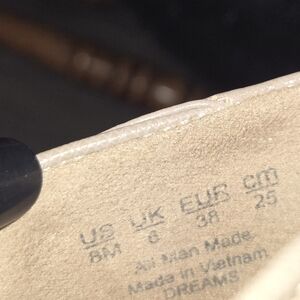 US UK EUR cm
8M 6 38 25
All Man Made
Made in Vietnam
DREAMS